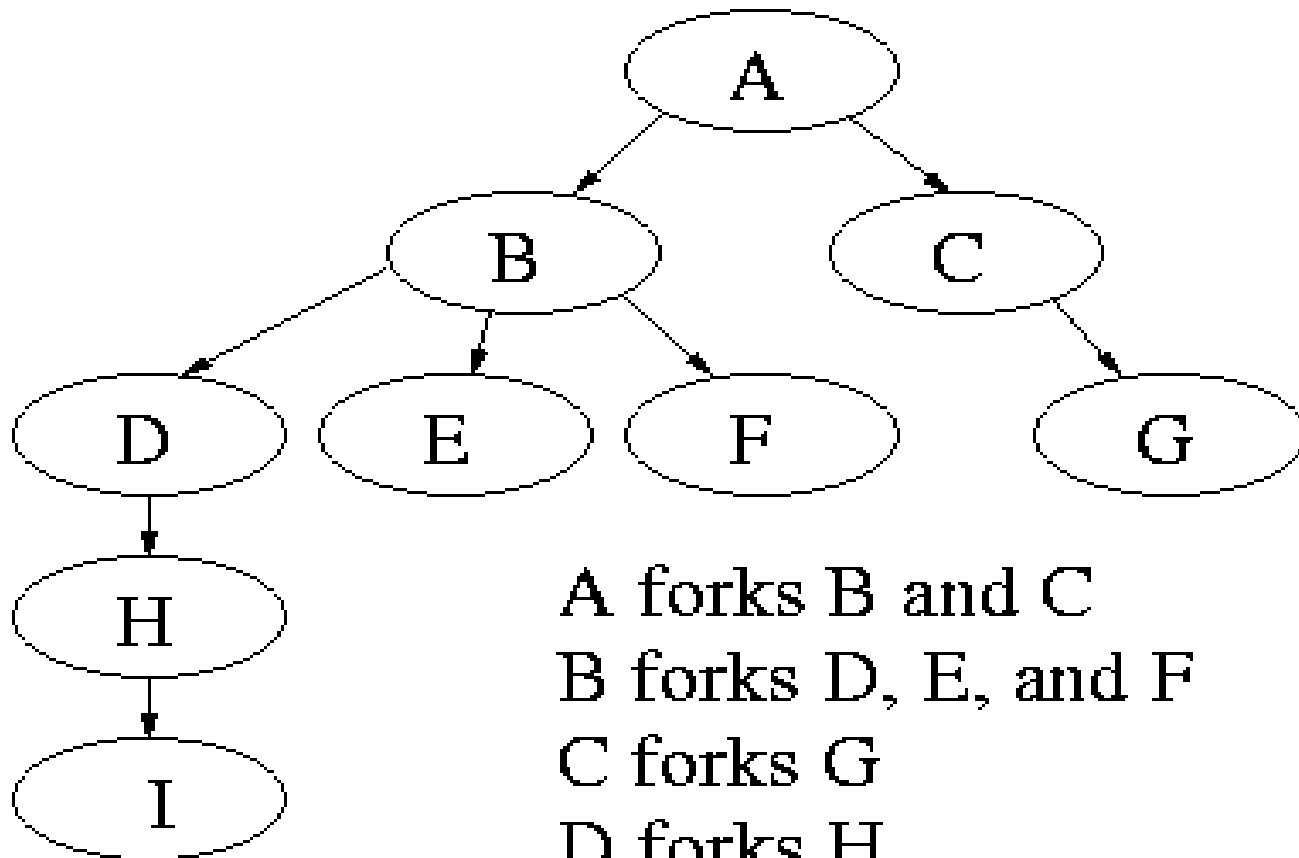 A
B C
D E F G
H
I
A forks B and C
B forks D, E, and F
C forks G
D forks H